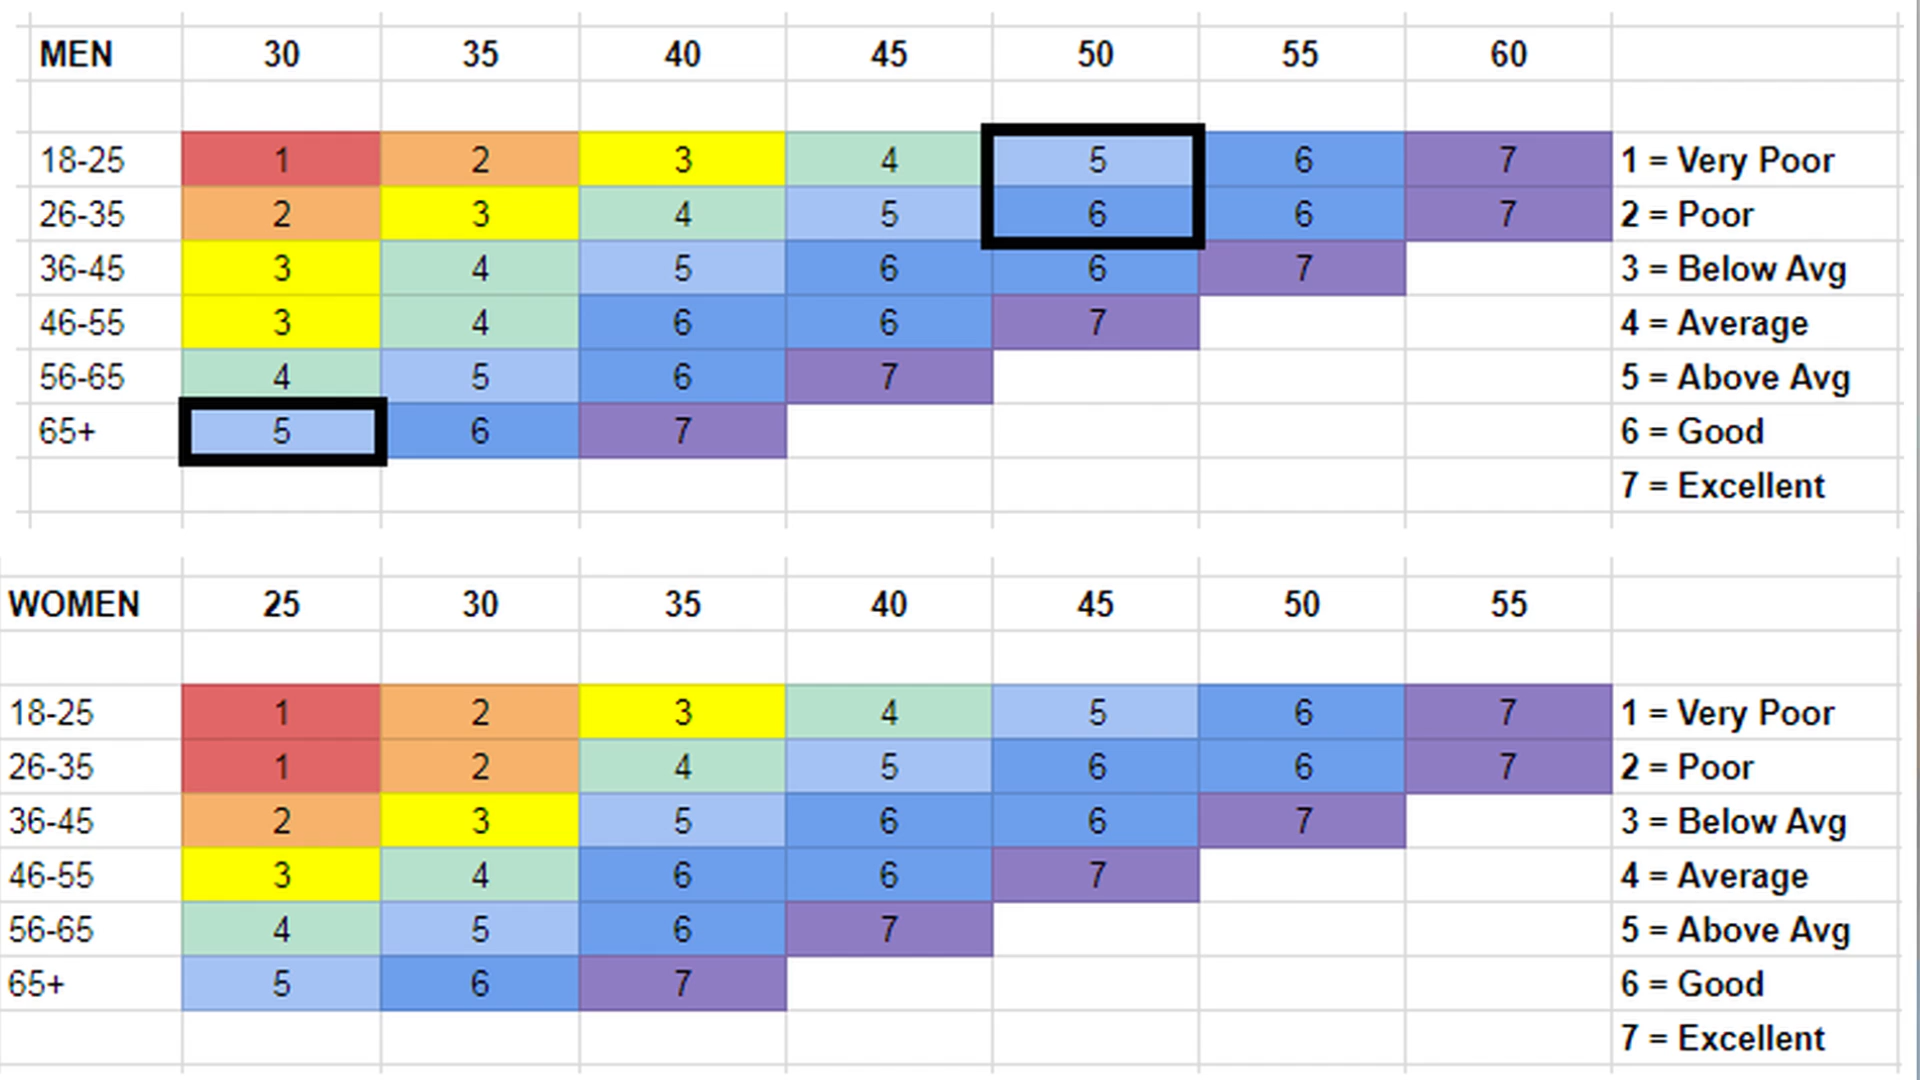 MEN 30 35 40 45 50 55 60
18-25 1 2 3 4 5 6 7 1 = Very Poor
26-35 2 3 4 5 6 6 7 2 = Poor
36-45 3 4 5 6 6 7 3 = Below Avg
46-55 3 4 6 6 7 4 = Average
56-65 4 5 6 7 5 = Above Avg
65+ 5 6 7 6 = Good
7 = Excellent
WOMEN 25 30 35 40 45 50 55
18-25 1 2 3 4 5 6 7 1 = Very Poor
26-35 1 2 4 5 6 6 7 2 = Poor
36-45 2 3 5 6 6 7 3 = Below Avg
46-55 3 4 6 6 7 4 = Average
56-65 4 5 6 7 5 = Above Avg
65+ 5 6 7 6 = Good
7 = Excellent